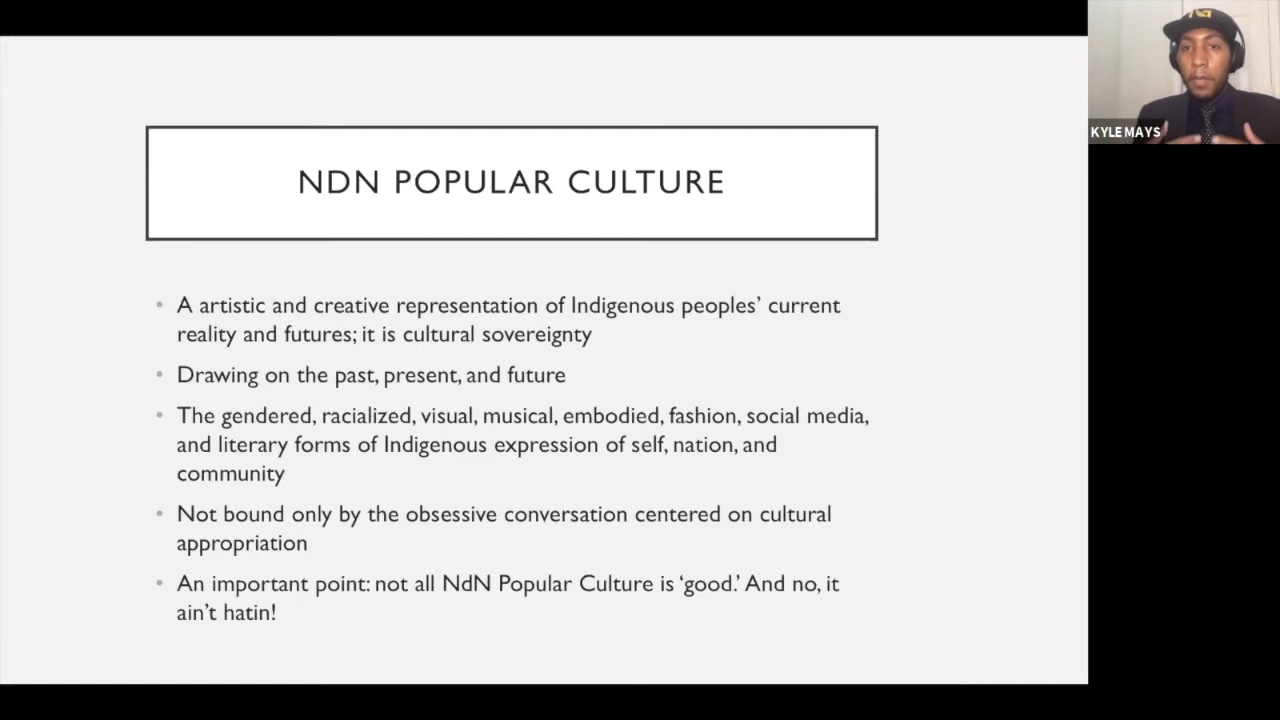 NDN POPULAR CULTURE
• A artistic and creative representation of Indigenous peoples’ current
reality and futures; it is cultural sovereignty
• Drawing on the past, present, and future
• The gendered, racialized, visual, musical, embodied, fashion, social media,
and literary forms of Indigenous expression of self, nation, and
community
• Not bound only by the obsessive conversation centered on cultural
appropriation
• An important point: not all NdN Popular Culture is ‘good.’ And no, it
ain’t hatin!
KYLE MAYS